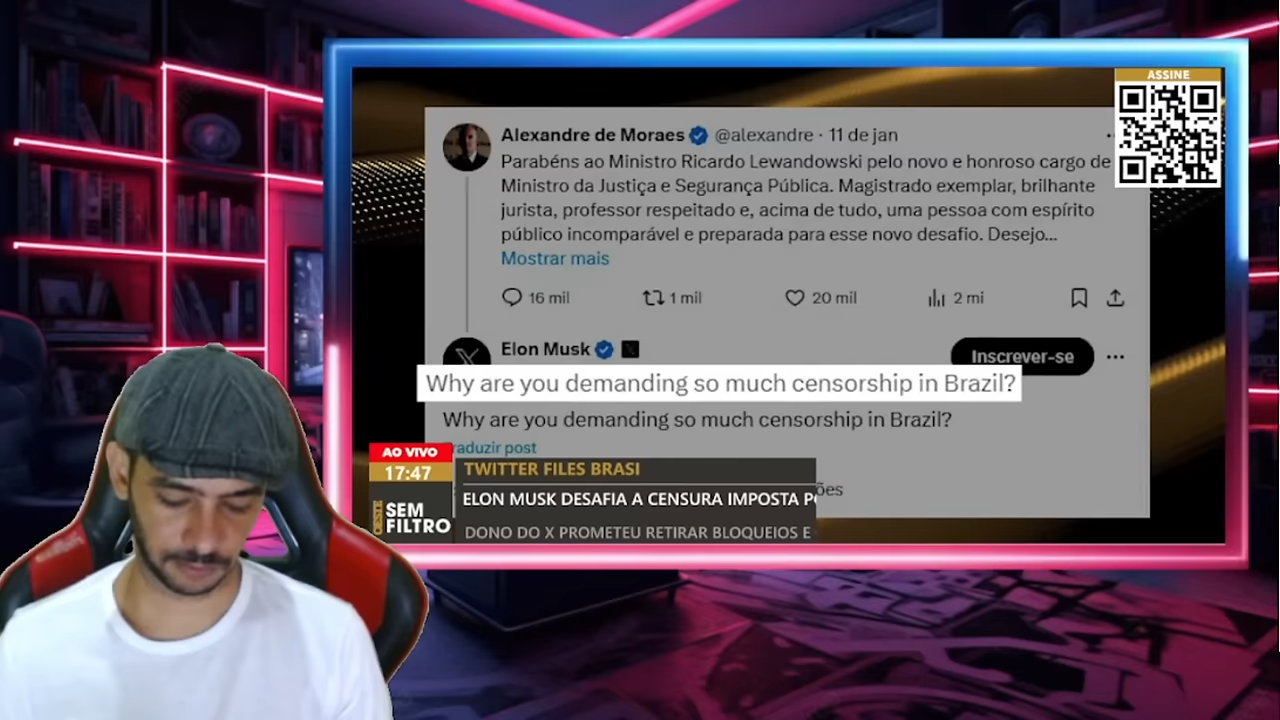 ASSINE
Alexandre de Moraes @alexandre · 11 de jan
Parabéns ao Ministro Ricardo Lewandowski pelo novo e honroso cargo de
Ministro da Justiça e Segurança Pública. Magistrado exemplar, brilhante
jurista, professor respeitado e, acima de tudo, uma pessoa com espírito
público incomparável e preparada para esse novo desafio. Desejo...
Mostrar mais
16 mil 1 mil 20 mil 2 mi
Elon Musk
Inscrever-se
Why are you demanding so much censorship in Brazil?
Why are you demanding so much censorship in Brazil?
raduzir post
AO VIVO
17:47
OESTE
SEM
FILTRO
TWITTER FILES BRASI
ELON MUSK DESAFIA A CENSURA IMPOSTA P
DONO DO X PROMETEU RETIRAR BLOQUEIOS E
ões